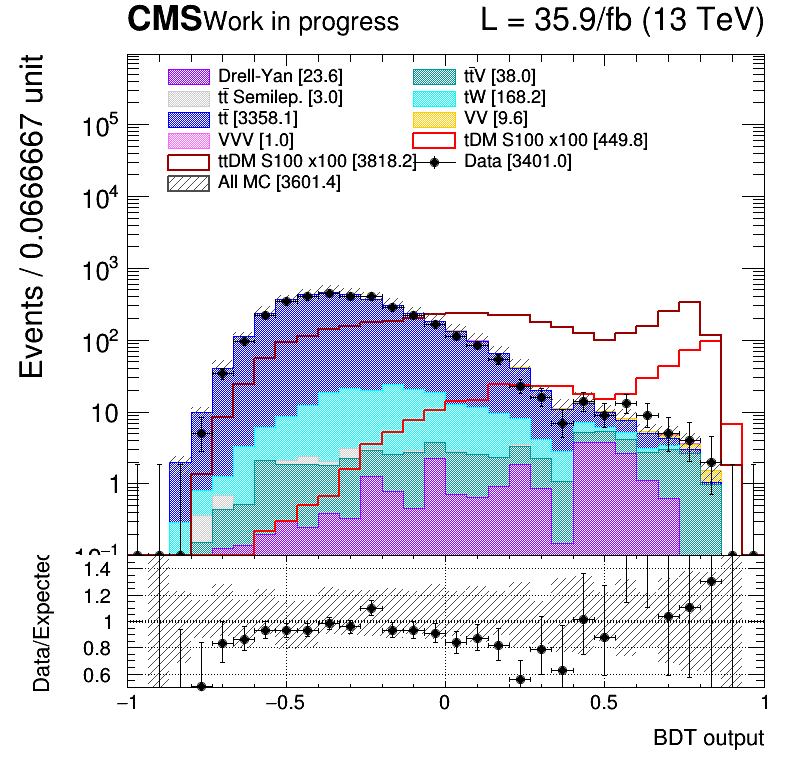 CMS Work in progress L = 35.9/fb (13 TeV)
Events / 0.0666667 unit
Drell-Yan [23.6] tt̄V [38.0]
tt̄ Semilep. [3.0] tW [168.2]
tt̄ [3358.1] VV [9.6]
VVV [1.0] tDM S100 x100 [449.8]
ttDM S100 x100 [3818.2] Data [3401.0]
All MC [3601.4]
10⁵
10⁴
10³
10²
10
1
10⁻¹
Data/Expected
1.4
1.2
1
0.8
0.6
−1 −0.5 0 0.5 1
BDT output